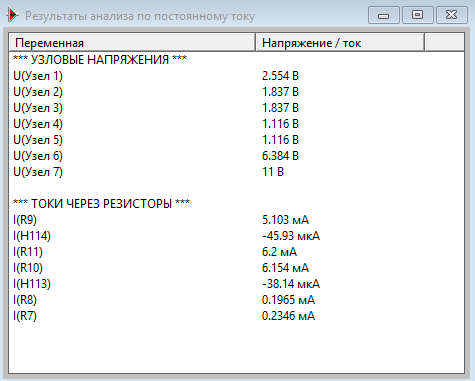 Результаты анализа по постоянному току
Переменная Напряжение / ток
*** УЗЛОВЫЕ НАПРЯЖЕНИЯ ***
U(Узел 1) 2.554 В
U(Узел 2) 1.837 В
U(Узел 3) 1.837 В
U(Узел 4) 1.116 В
U(Узел 5) 1.116 В
U(Узел 6) 6.384 В
U(Узел 7) 11 В
*** ТОКИ ЧЕРЕЗ РЕЗИСТОРЫ ***
I(R9) 5.103 мА
I(H114) -45.93 мкА
I(R11) 6.2 мА
I(R10) 6.154 мА
I(H113) -38.14 мкА
I(R8) 0.1965 мА
I(R7) 0.2346 мА